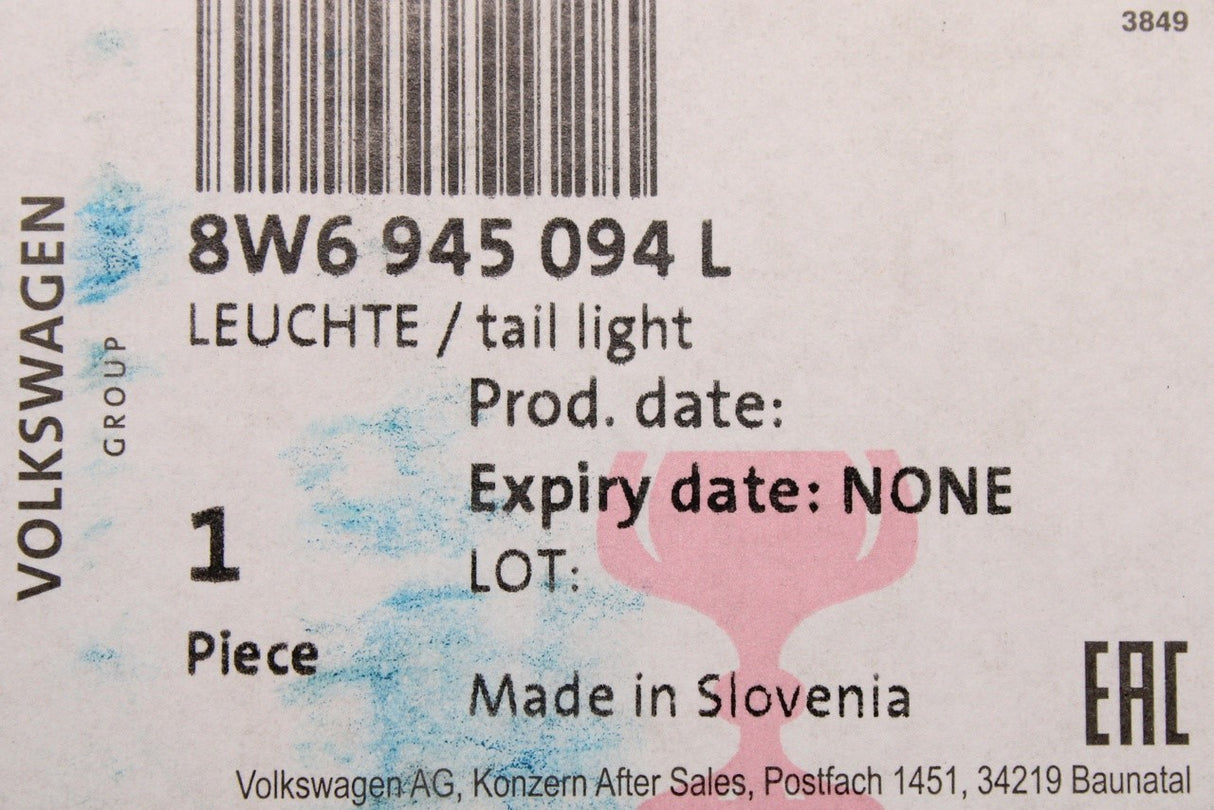 3849
8W6 945 094 L
LEUCHTE / tail light
Prod. date:
Expiry date: NONE
1
LOT:
Piece
Made in Slovenia
EAC
Volkswagen AG, Konzern After Sales, Postfach 1451, 34219 Baunatal
VOLKSWAGEN
GROUP